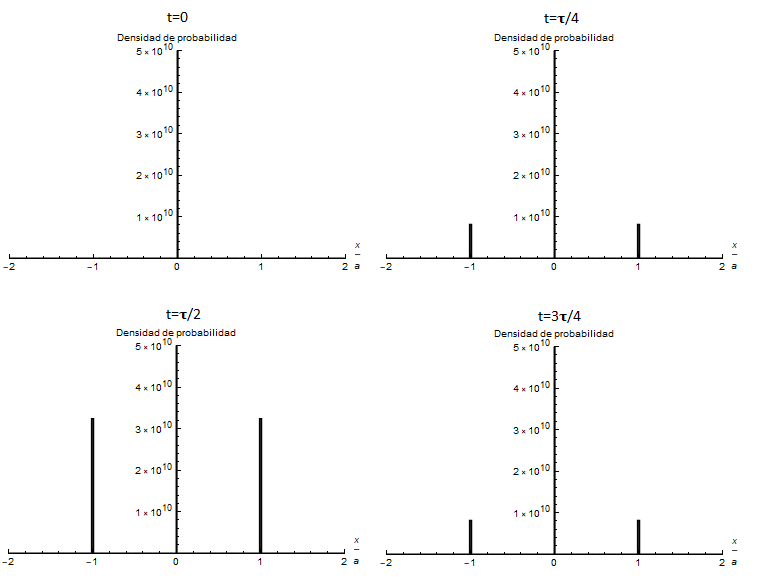 t=0
Densidad de probabilidad
5 × 10^10
4 × 10^10
3 × 10^10
2 × 10^10
1 × 10^10
x
–
a
-2 -1 0 1 2
t=τ/4
Densidad de probabilidad
5 × 10^10
4 × 10^10
3 × 10^10
2 × 10^10
1 × 10^10
x
–
a
-2 -1 0 1 2
t=τ/2
Densidad de probabilidad
5 × 10^10
4 × 10^10
3 × 10^10
2 × 10^10
1 × 10^10
x
–
a
-2 -1 0 1 2
t=3τ/4
Densidad de probabilidad
5 × 10^10
4 × 10^10
3 × 10^10
2 × 10^10
1 × 10^10
x
–
a
-2 -1 0 1 2